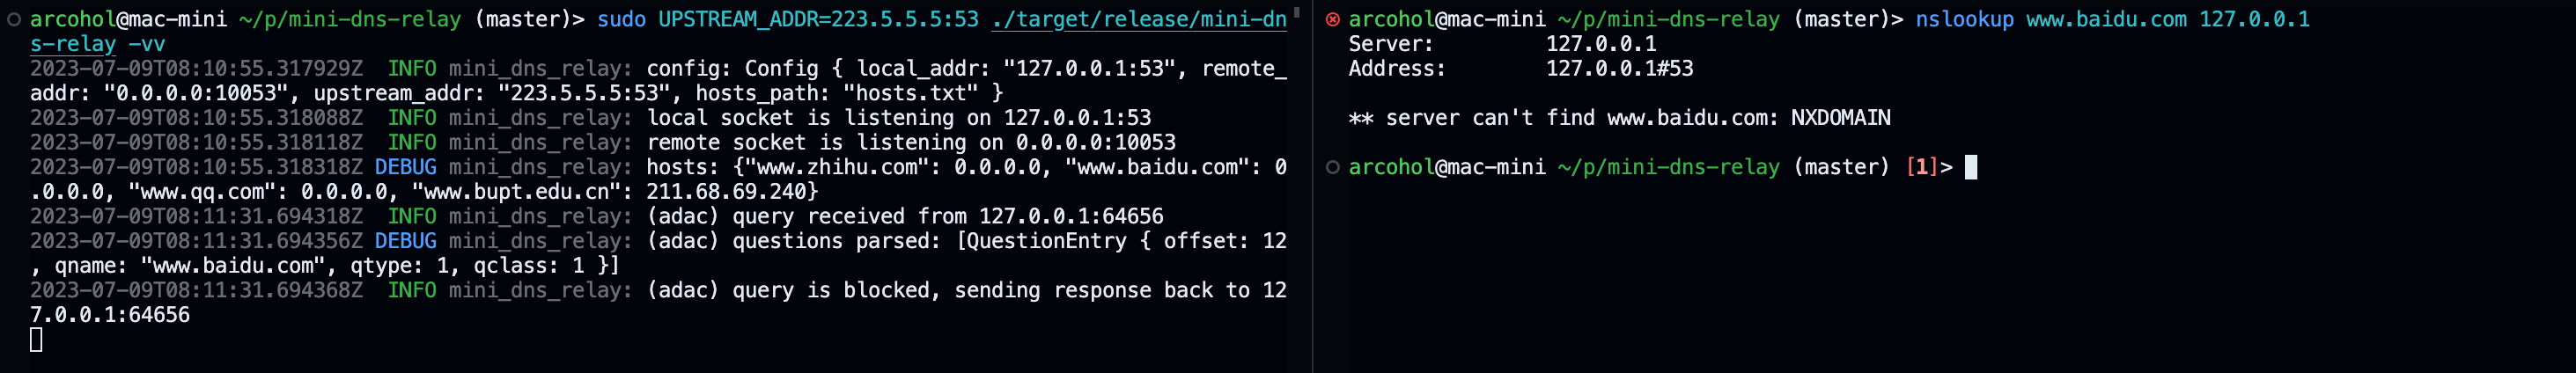 arcohol@mac-mini ~/p/mini-dns-relay (master)> sudo UPSTREAM_ADDR=223.5.5.5:53 ./target/release/mini-dn
s-relay -vv
2023-07-09T08:10:55.317929Z  INFO mini_dns_relay: config: Config { local_addr: "127.0.0.1:53", remote_
addr: "0.0.0.0:10053", upstream_addr: "223.5.5.5:53", hosts_path: "hosts.txt" }
2023-07-09T08:10:55.318088Z  INFO mini_dns_relay: local socket is listening on 127.0.0.1:53
2023-07-09T08:10:55.318118Z  INFO mini_dns_relay: remote socket is listening on 0.0.0.0:10053
2023-07-09T08:10:55.318318Z DEBUG mini_dns_relay: hosts: {"www.zhihu.com": 0.0.0.0, "www.baidu.com": 0
.0.0.0, "www.qq.com": 0.0.0.0, "www.bupt.edu.cn": 211.68.69.240}
2023-07-09T08:11:31.694318Z  INFO mini_dns_relay: (adac) query received from 127.0.0.1:64656
2023-07-09T08:11:31.694356Z DEBUG mini_dns_relay: (adac) questions parsed: [QuestionEntry { offset: 12
, qname: "www.baidu.com", qtype: 1, qclass: 1 }]
2023-07-09T08:11:31.694368Z  INFO mini_dns_relay: (adac) query is blocked, sending response back to 12
7.0.0.1:64656
arcohol@mac-mini ~/p/mini-dns-relay (master)> nslookup www.baidu.com 127.0.0.1
Server:         127.0.0.1
Address:        127.0.0.1#53
** server can't find www.baidu.com: NXDOMAIN
arcohol@mac-mini ~/p/mini-dns-relay (master) [1]>